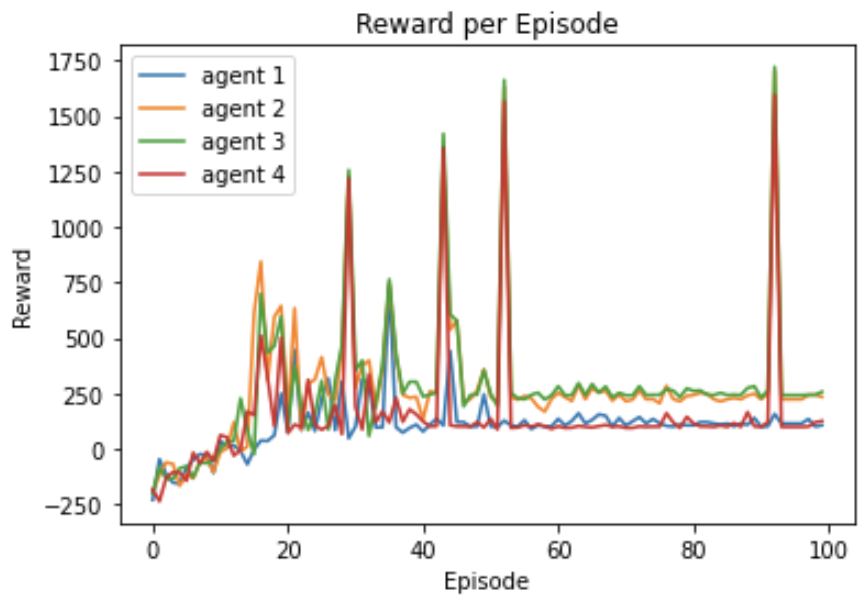 Reward per Episode
1750
1500
1250
1000
750
500
250
0
−250
Reward
agent 1
agent 2
agent 3
agent 4
0 20 40 60 80 100
Episode